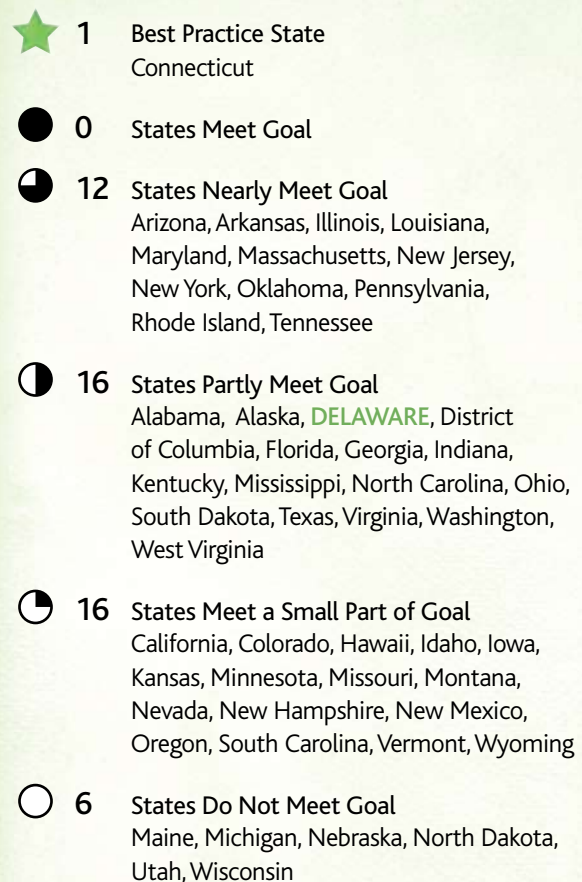 1 Best Practice State
Connecticut
0 States Meet Goal
12 States Nearly Meet Goal
Arizona, Arkansas, Illinois, Louisiana,
Maryland, Massachusetts, New Jersey,
New York, Oklahoma, Pennsylvania,
Rhode Island, Tennessee
16 States Partly Meet Goal
Alabama, Alaska, DELAWARE, District
of Columbia, Florida, Georgia, Indiana,
Kentucky, Mississippi, North Carolina, Ohio,
South Dakota, Texas, Virginia, Washington,
West Virginia
16 States Meet a Small Part of Goal
California, Colorado, Hawaii, Idaho, Iowa,
Kansas, Minnesota, Missouri, Montana,
Nevada, New Hampshire, New Mexico,
Oregon, South Carolina, Vermont, Wyoming
6 States Do Not Meet Goal
Maine, Michigan, Nebraska, North Dakota,
Utah, Wisconsin